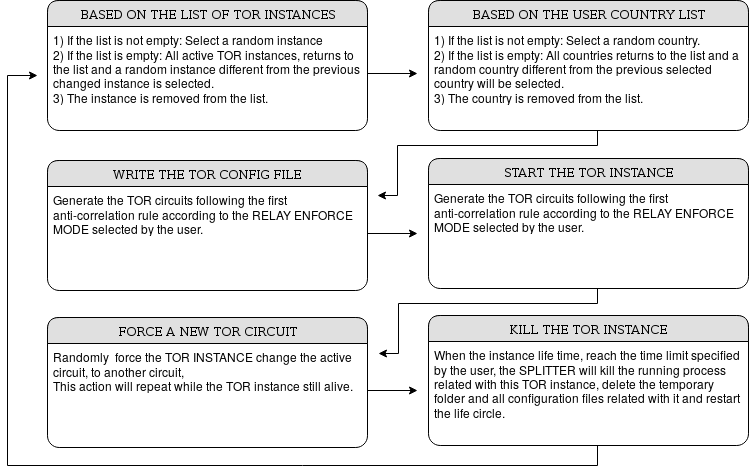 BASED ON THE LIST OF TOR INSTANCES
1) If the list is not empty: Select a random instance
2) If the list is empty: All active TOR instances, returns to
the list and a random instance different from the previous
changed instance is selected.
3) The instance is removed from the list.
BASED ON THE USER COUNTRY LIST
1) If the list is not empty: Select a random country.
2) If the list is empty: All countries returns to the list and a
random country different from the previous selected
country will be selected.
3) The country is removed from the list.
WRITE THE TOR CONFIG FILE
Generate the TOR circuits following the first
anti-correlation rule according to the RELAY ENFORCE
MODE selected by the user.
START THE TOR INSTANCE
Generate the TOR circuits following the first
anti-correlation rule according to the RELAY ENFORCE
MODE selected by the user.
FORCE A NEW TOR CIRCUIT
Randomly  force the TOR INSTANCE change the active
circuit, to another circuit,
This action will repeat while the TOR instance still alive.
KILL THE TOR INSTANCE
When the instance life time, reach the time limit specified
by the user, the SPLITTER will kill the running process
related with this TOR instance, delete the temporary
folder and all configuration files related with it and restart
the life circle.